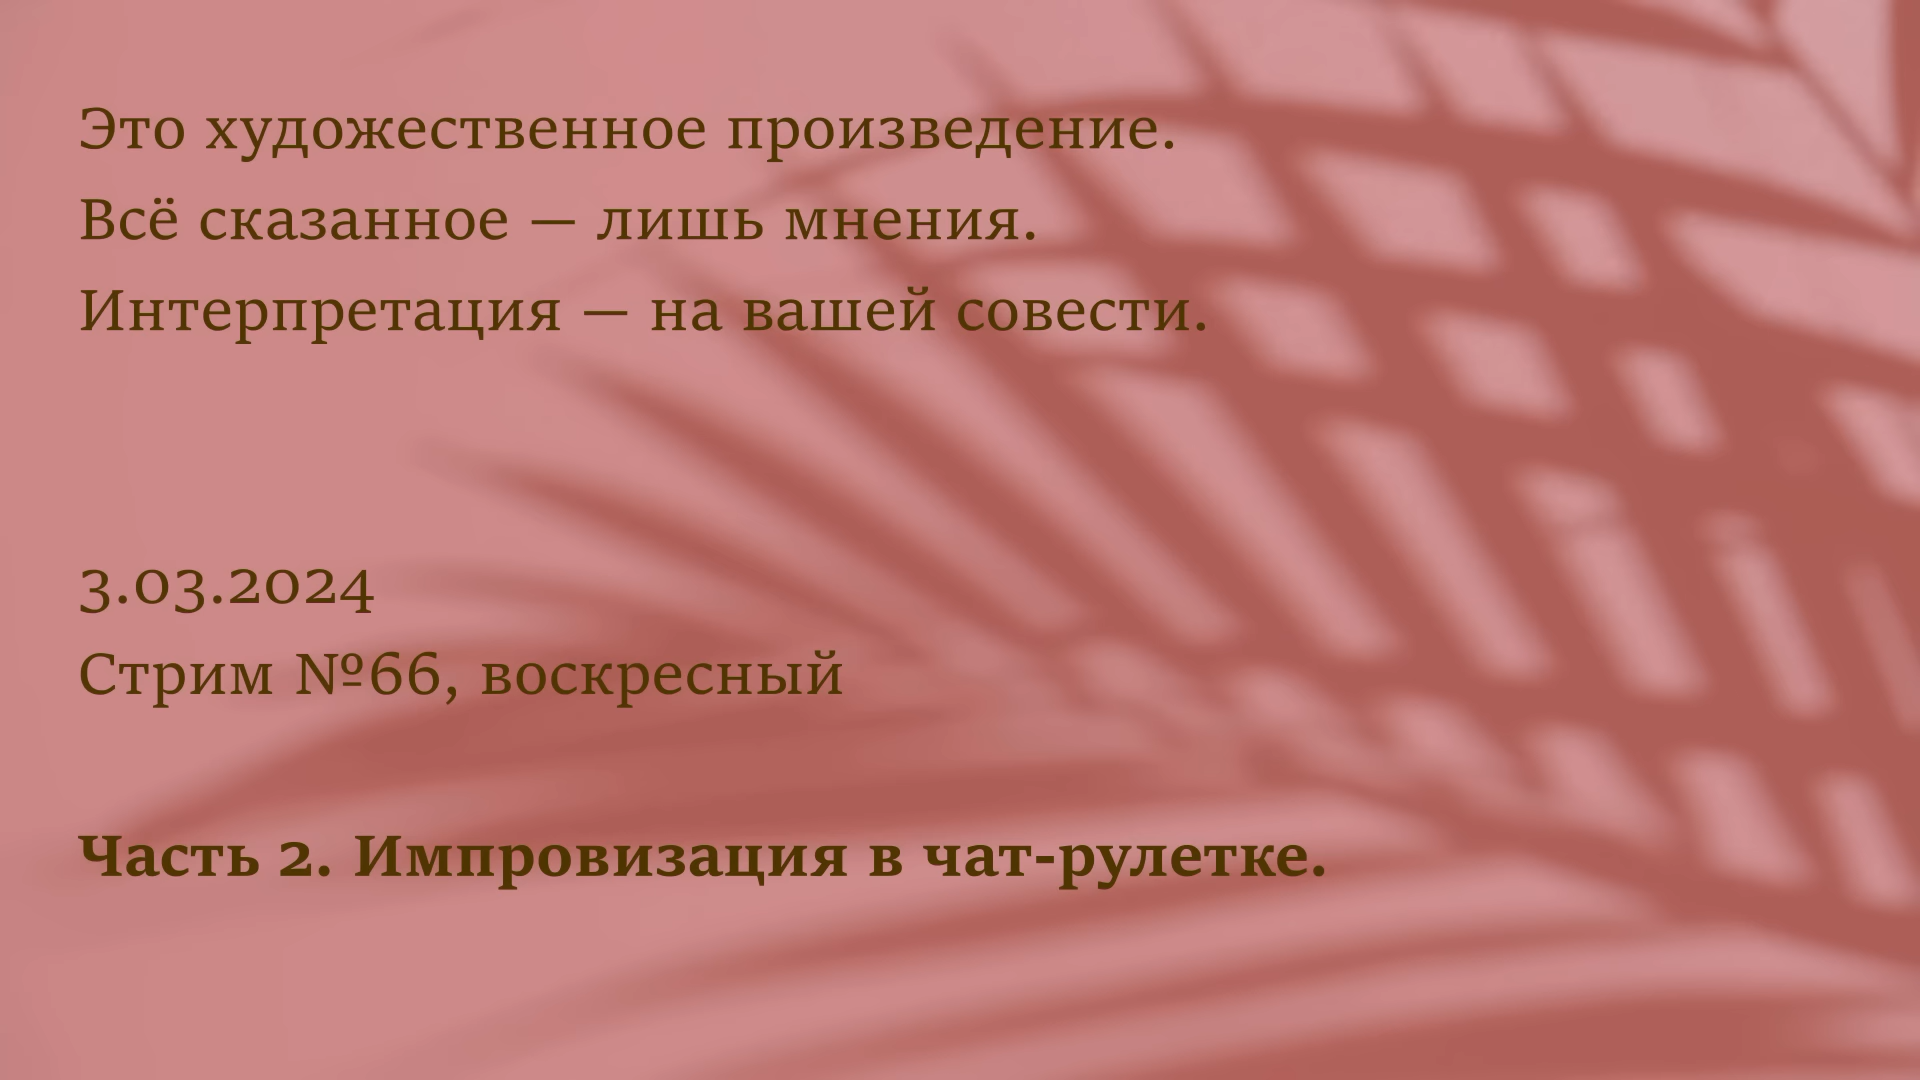 Это художественное произведение.
Всё сказанное — лишь мнения.
Интерпретация — на вашей совести.
3.03.2024
Стрим №66, воскресный
Часть 2. Импровизация в чат-рулетке.